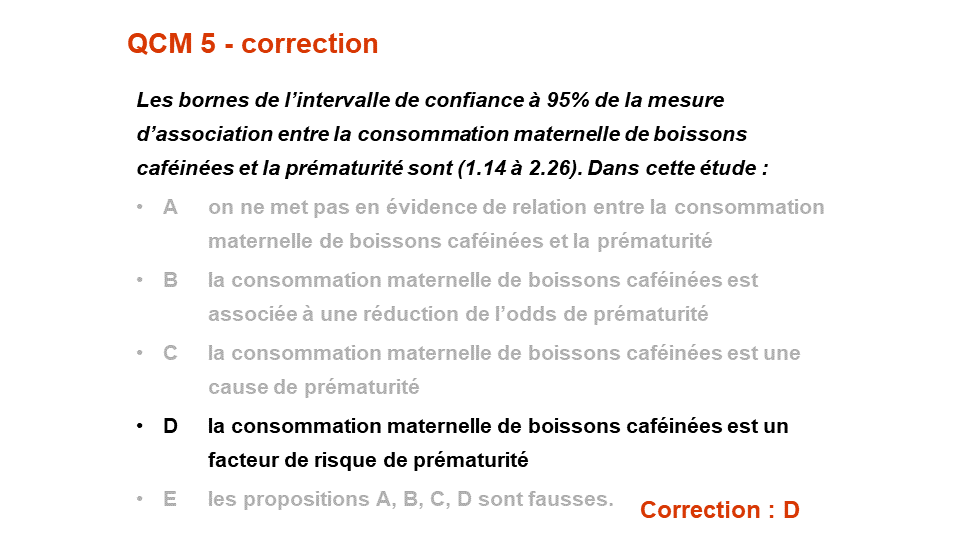 QCM 5 - correction
Les bornes de l’intervalle de confiance à 95% de la mesure
d’association entre la consommation maternelle de boissons
caféinées et la prématurité sont (1.14 à 2.26). Dans cette étude :
• A on ne met pas en évidence de relation entre la consommation
maternelle de boissons caféinées et la prématurité
• B la consommation maternelle de boissons caféinées est
associée à une réduction de l’odds de prématurité
• C la consommation maternelle de boissons caféinées est une
cause de prématurité
• D la consommation maternelle de boissons caféinées est un
facteur de risque de prématurité
• E les propositions A, B, C, D sont fausses.
Correction : D